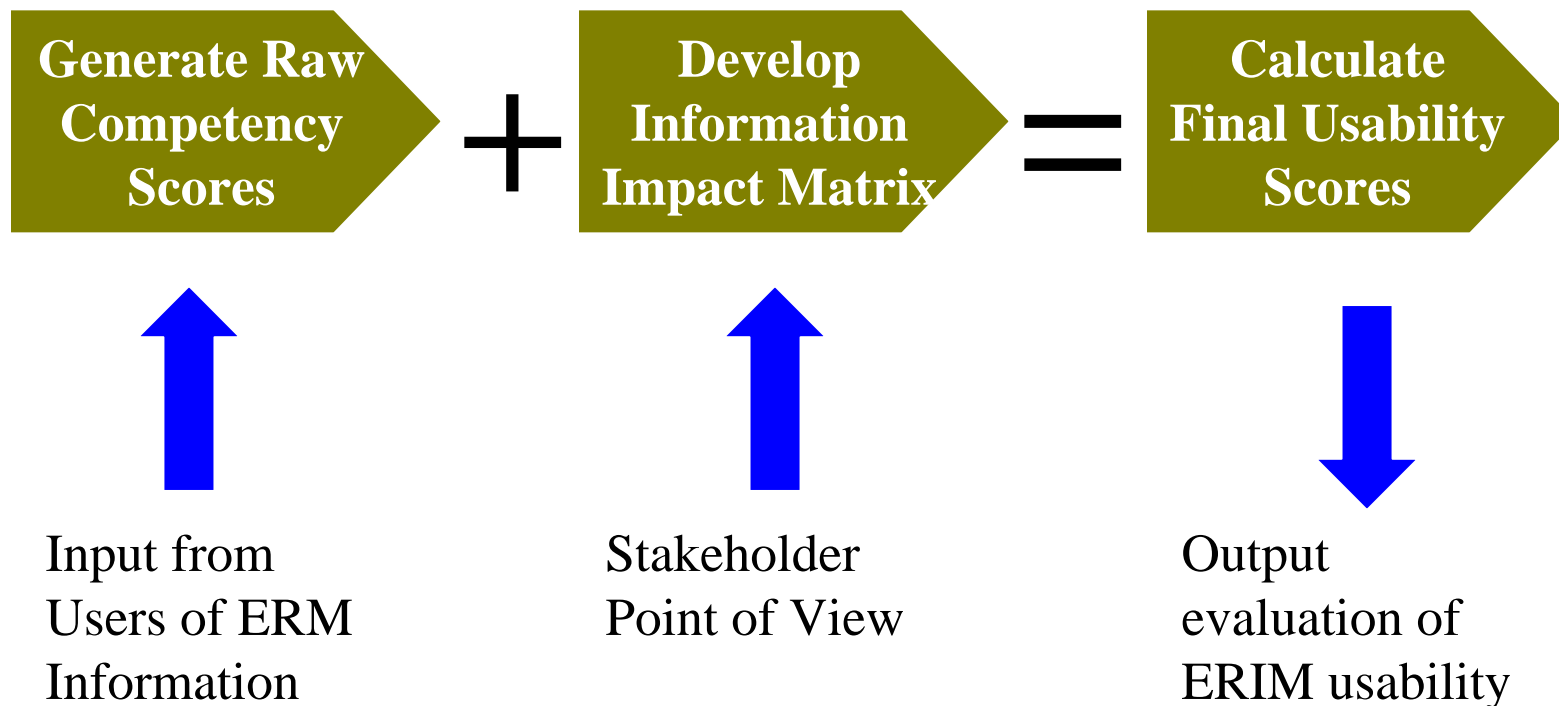 Generate Raw
Competency
Scores
+
Develop
Information
Impact Matrix
=
Calculate
Final Usability
Scores
Input from
Users of ERM
Information
Stakeholder
Point of View
Output
evaluation of
ERIM usability